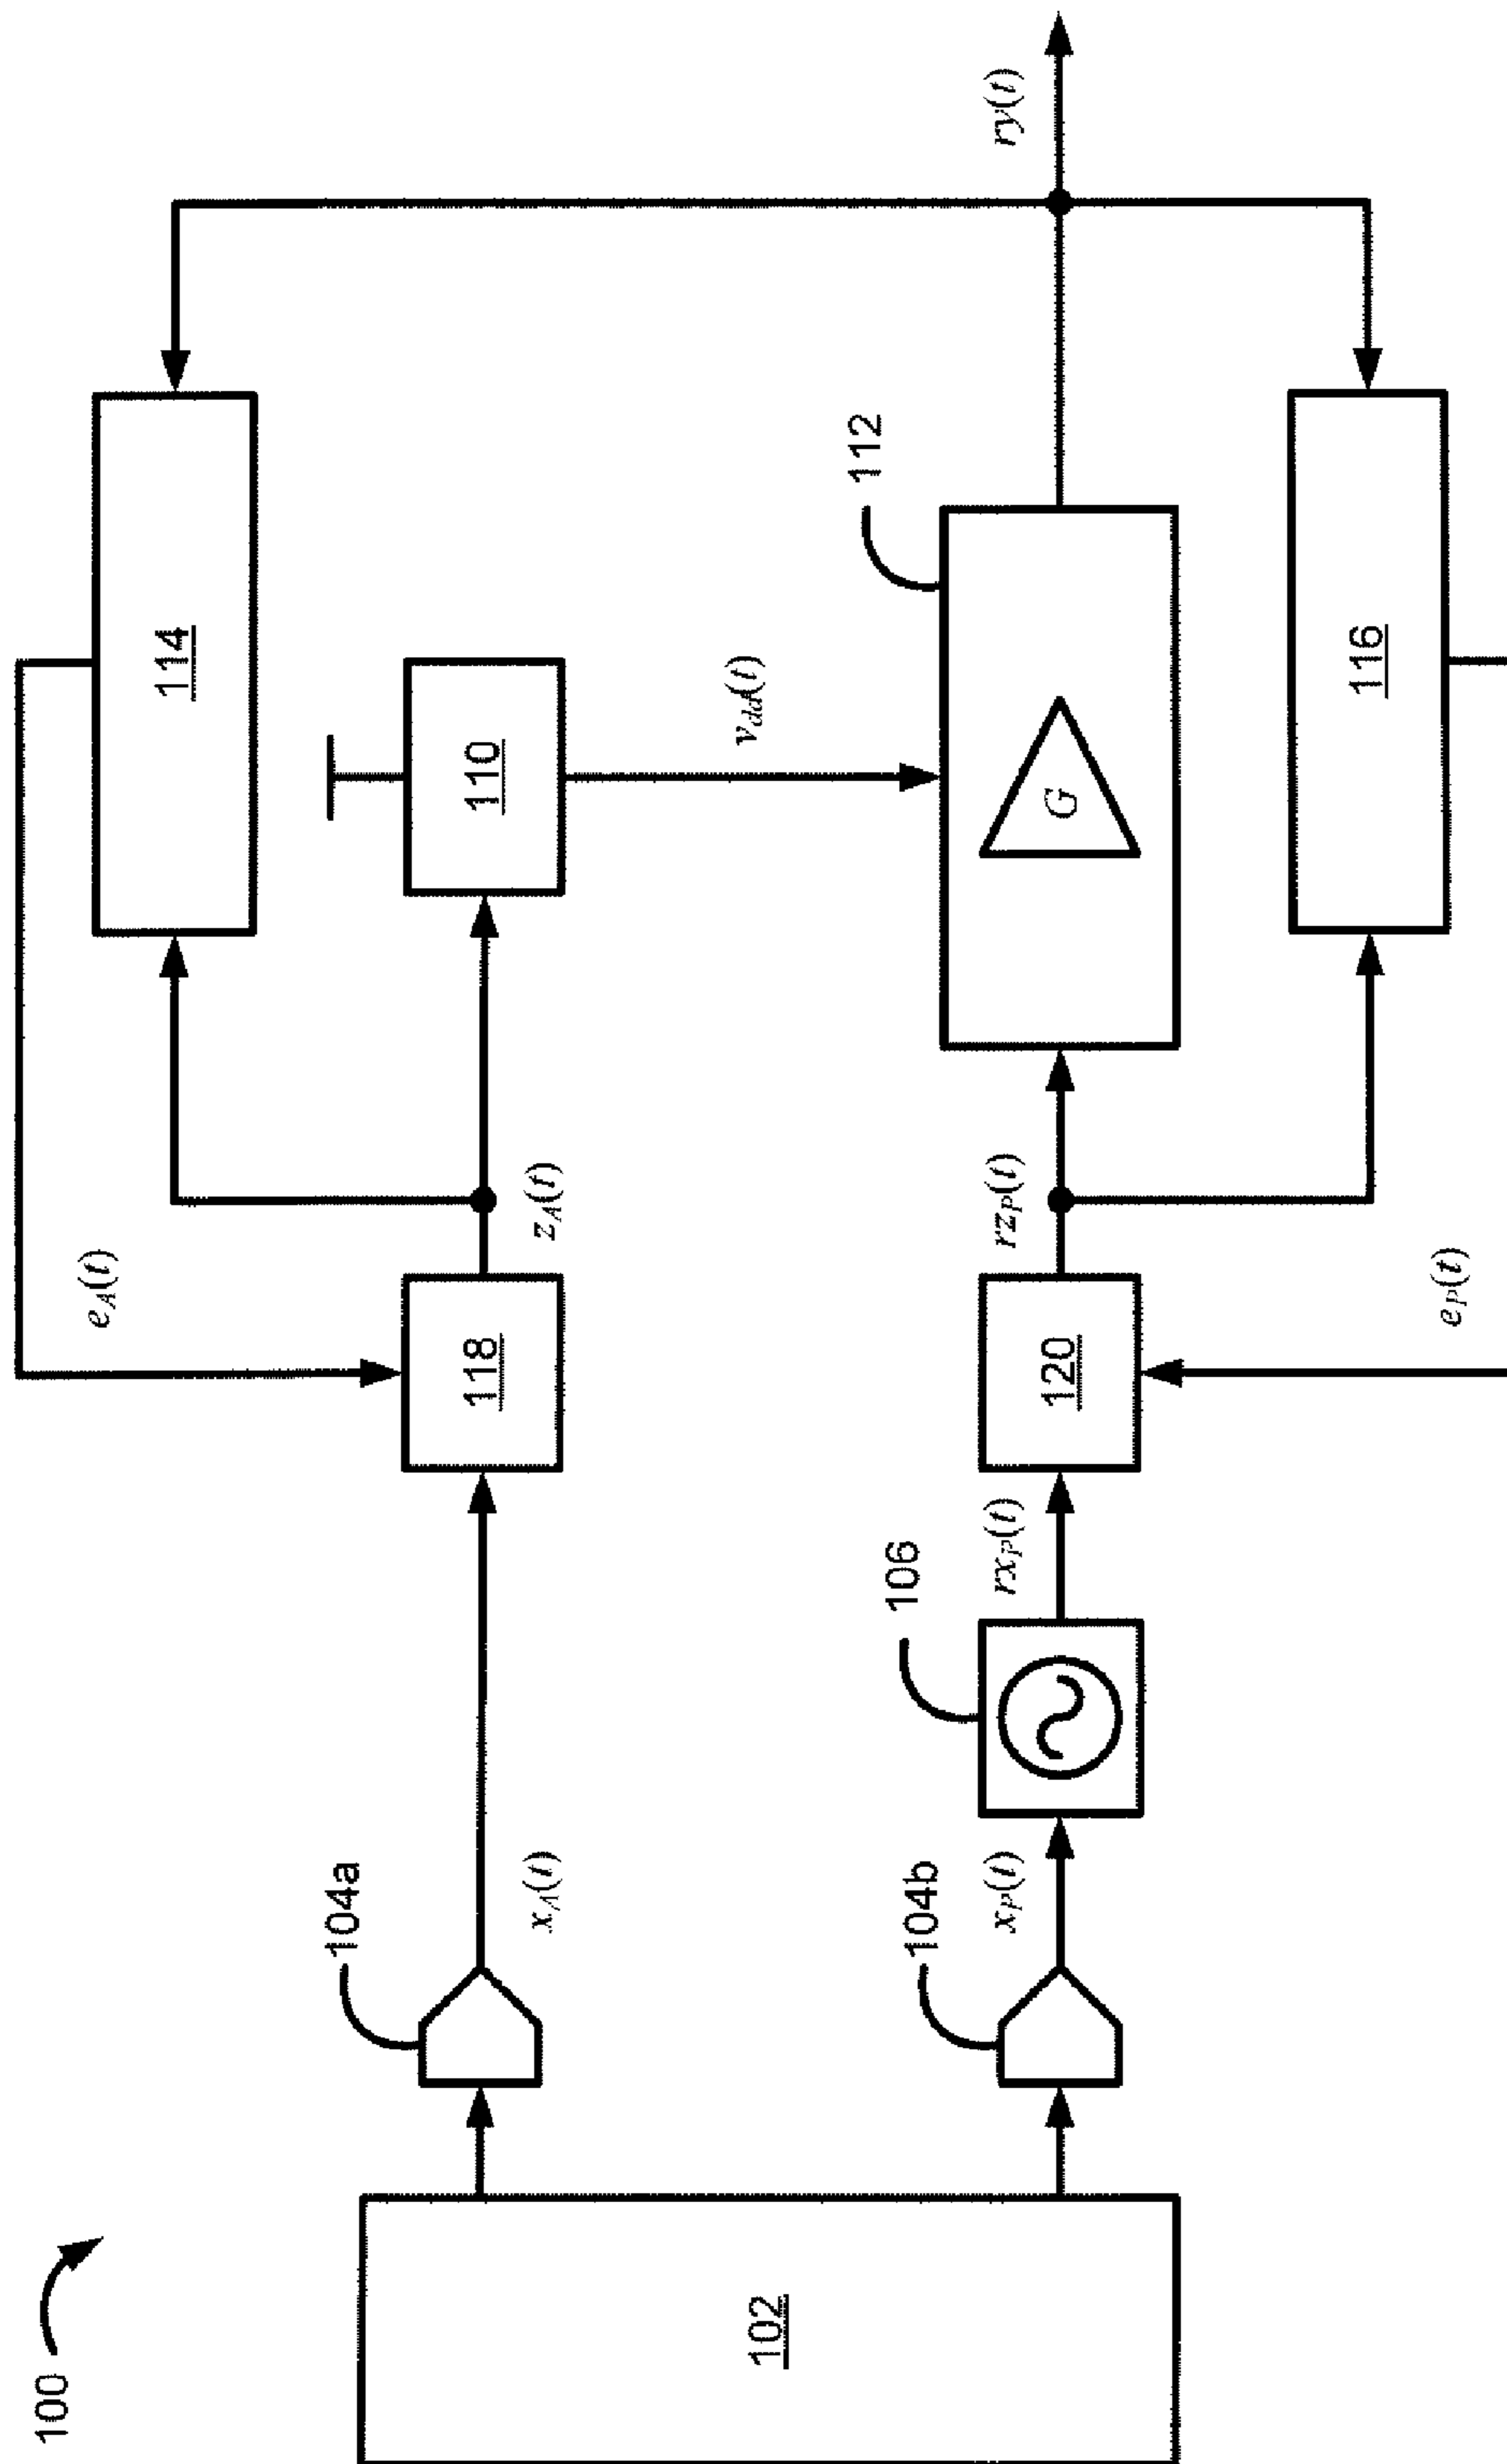 100
102
104a
x_A(t)
104b
x_P(t)
106
rx_P(t)
118
e_A(t)
z_A(t)
120
rz_P(t)
e_P(t)
114
110
v_dd(t)
112
G
116
ry(t)